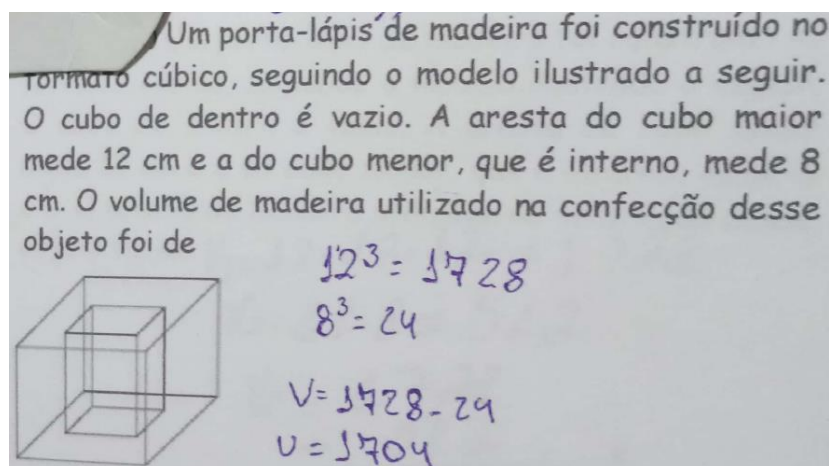 Um porta-lápis de madeira foi construído no
formato cúbico, seguindo o modelo ilustrado a seguir.
O cubo de dentro é vazio. A aresta do cubo maior
mede 12 cm e a do cubo menor, que é interno, mede 8
cm. O volume de madeira utilizado na confecção desse
objeto foi de
12³ = 1728
8³ = 24
V = 1728 - 24
V = 1704